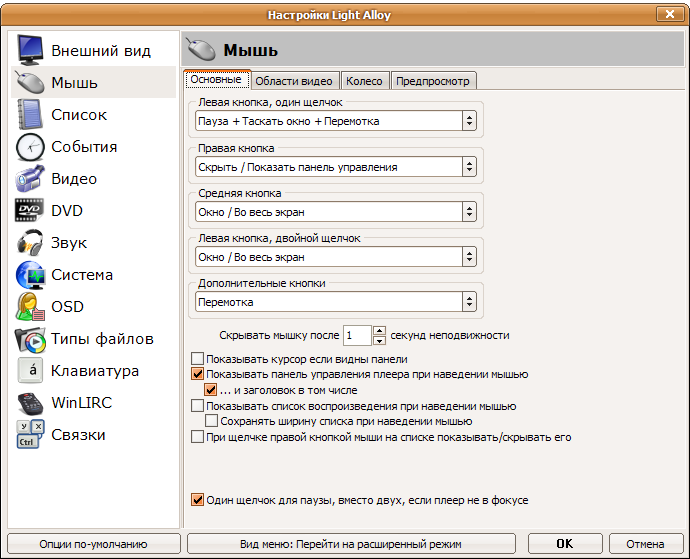 Настройки Light Alloy
Внешний вид
Мышь
Список
События
Видео
DVD
Звук
Система
OSD
Типы файлов
á
Клавиатура
WinLIRC
У Х
Ctrl
Связки
Мышь
Основные Области видео Колесо Предпросмотр
Левая кнопка, один щелчок
Пауза + Таскать окно + Перемотка
Правая кнопка
Скрыть / Показать панель управления
Средняя кнопка
Окно / Во весь экран
Левая кнопка, двойной щелчок
Окно / Во весь экран
Дополнительные кнопки
Перемотка
Скрывать мышку после 1 секунд неподвижности
Показывать курсор если видны панели
Показывать панель управления плеера при наведении мышью
... и заголовок в том числе
Показывать список воспроизведения при наведении мышью
Сохранять ширину списка при наведении мышью
При щелчке правой кнопкой мыши на списке показывать/скрывать его
Один щелчок для паузы, вместо двух, если плеер не в фокусе
Опции по-умолчанию
Вид меню: Перейти на расширенный режим
OK
Отмена